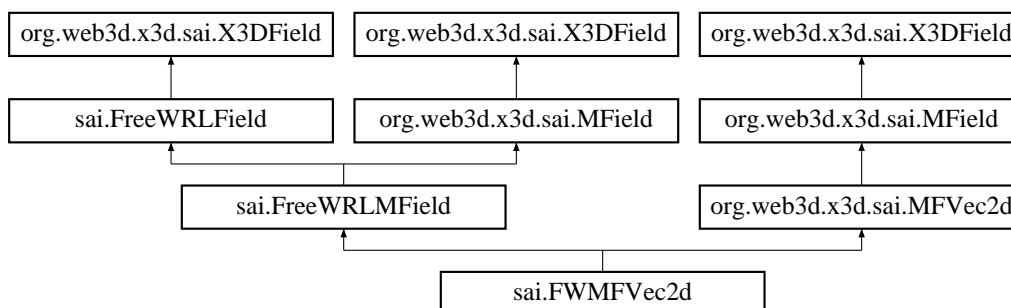 org.web3d.x3d.sai.X3DField
org.web3d.x3d.sai.X3DField
org.web3d.x3d.sai.X3DField
sai.FreeWRLField
org.web3d.x3d.sai.MField
org.web3d.x3d.sai.MField
sai.FreeWRLMField
org.web3d.x3d.sai.MFVec2d
sai.FWMFVec2d